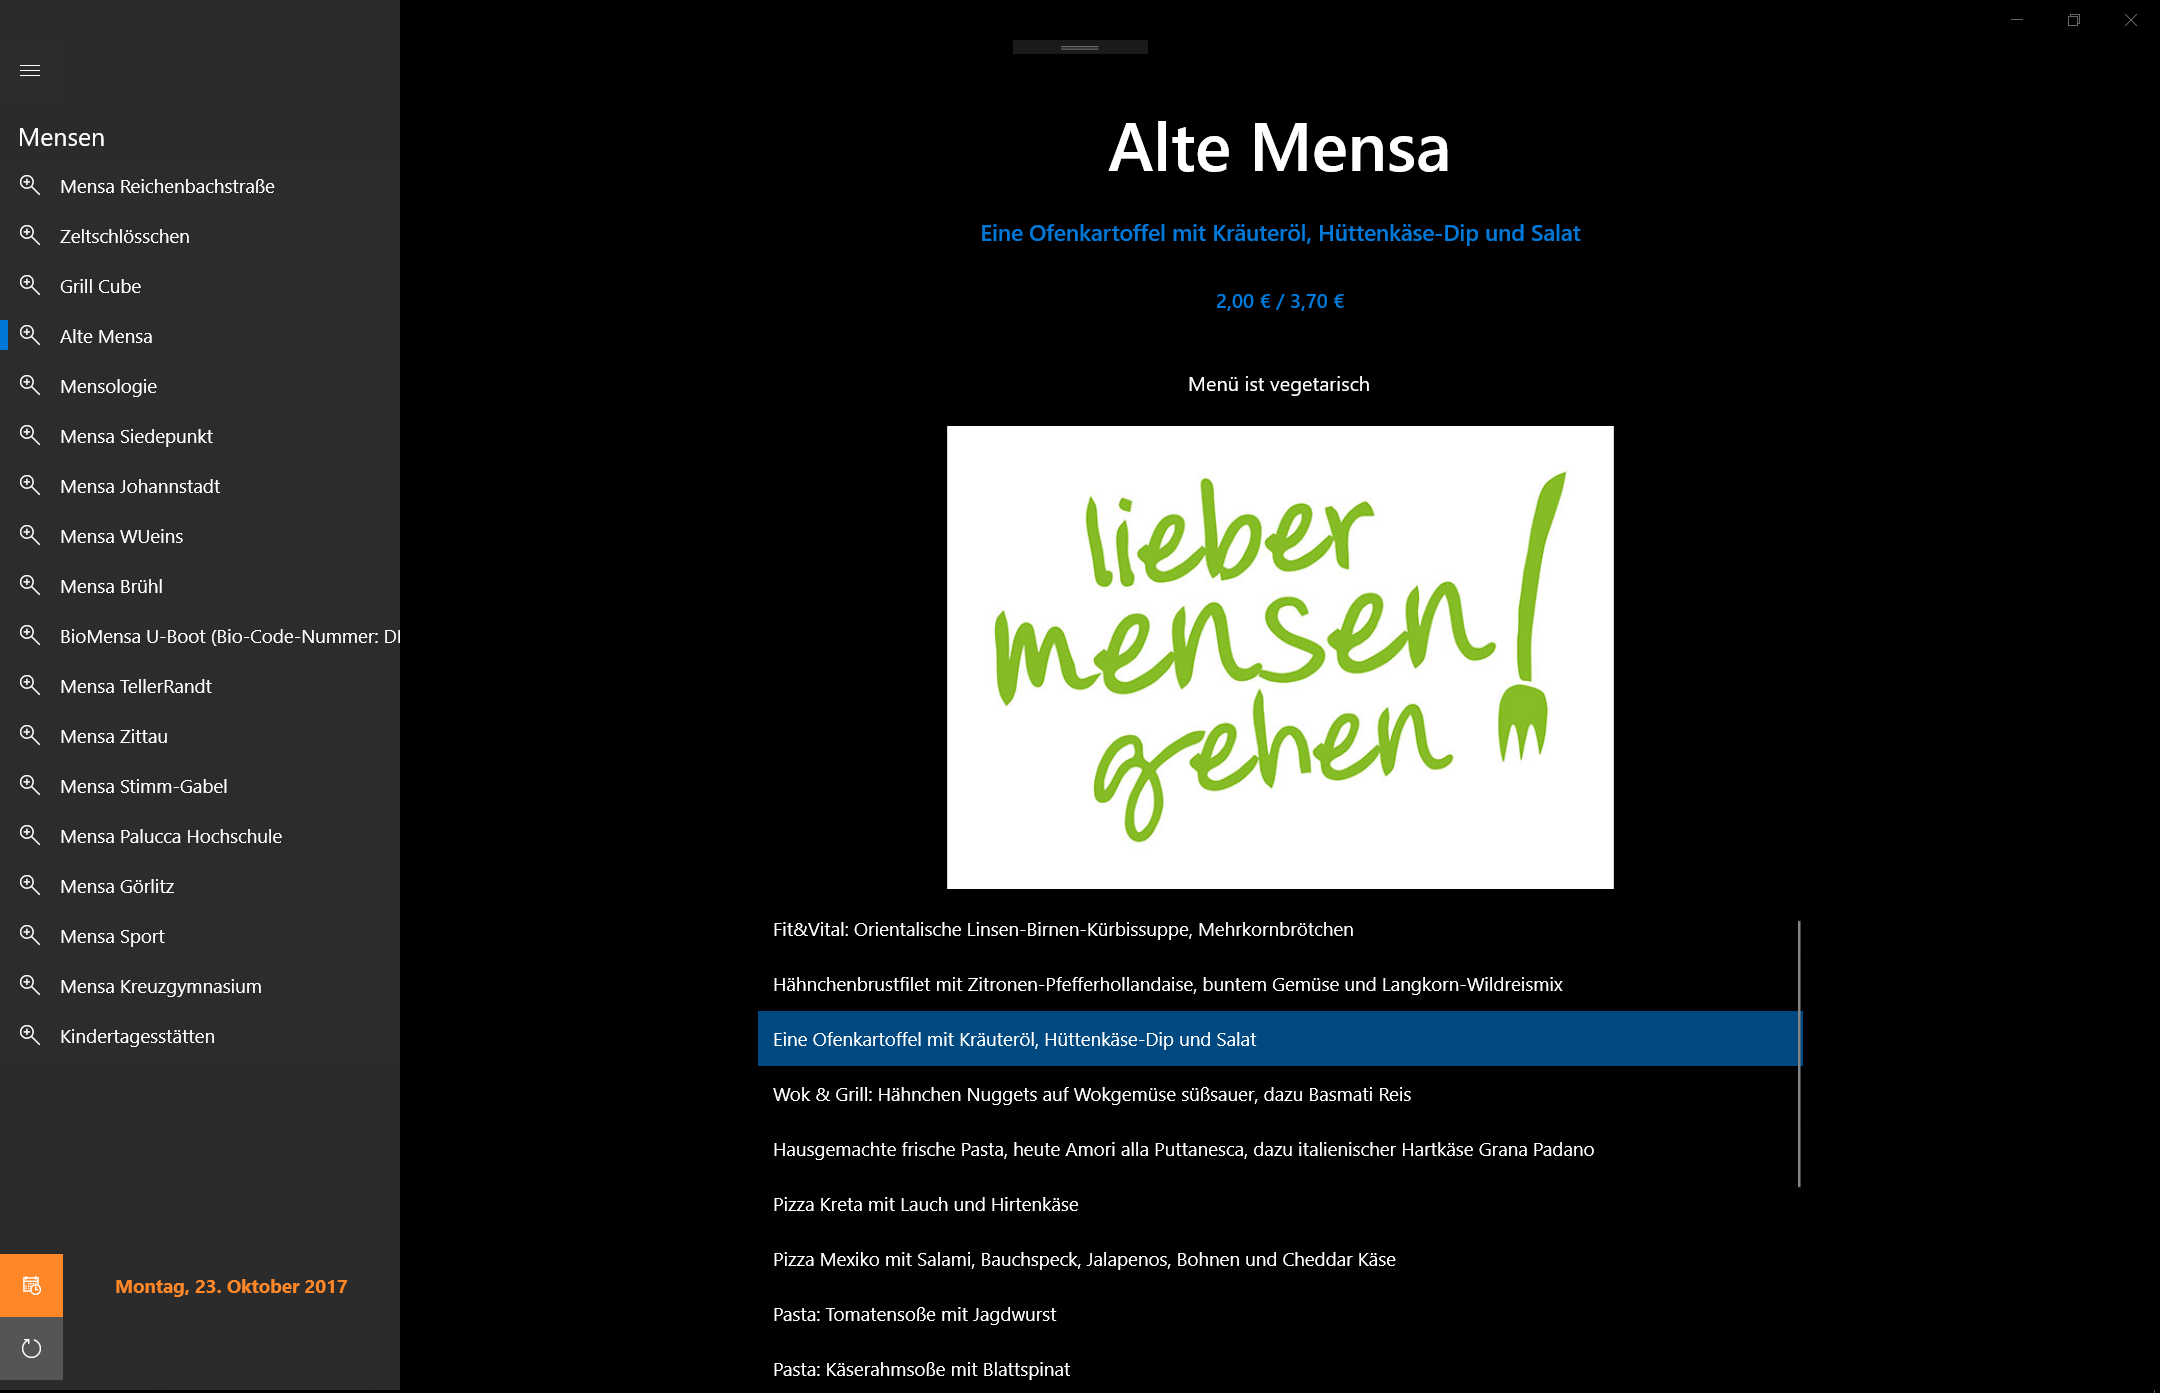 Mensen
Mensa Reichenbachstraße
Zeltschlösschen
Grill Cube
Alte Mensa
Mensologie
Mensa Siedepunkt
Mensa Johannstadt
Mensa WUeins
Mensa Brühl
BioMensa U-Boot (Bio-Code-Nummer: DI
Mensa TellerRandt
Mensa Zittau
Mensa Stimm-Gabel
Mensa Palucca Hochschule
Mensa Görlitz
Mensa Sport
Mensa Kreuzgymnasium
Kindertagesstätten
Montag, 23. Oktober 2017
Alte Mensa
Eine Ofenkartoffel mit Kräuteröl, Hüttenkäse-Dip und Salat
2,00 € / 3,70 €
Menü ist vegetarisch
lieber
mensen
gehen!
Fit&Vital: Orientalische Linsen-Birnen-Kürbissuppe, Mehrkornbrötchen
Hähnchenbrustfilet mit Zitronen-Pfefferhollandaise, buntem Gemüse und Langkorn-Wildreismix
Eine Ofenkartoffel mit Kräuteröl, Hüttenkäse-Dip und Salat
Wok & Grill: Hähnchen Nuggets auf Wokgemüse süßsauer, dazu Basmati Reis
Hausgemachte frische Pasta, heute Amori alla Puttanesca, dazu italienischer Hartkäse Grana Padano
Pizza Kreta mit Lauch und Hirtenkäse
Pizza Mexiko mit Salami, Bauchspeck, Jalapenos, Bohnen und Cheddar Käse
Pasta: Tomatensoße mit Jagdwurst
Pasta: Käserahmsoße mit Blattspinat